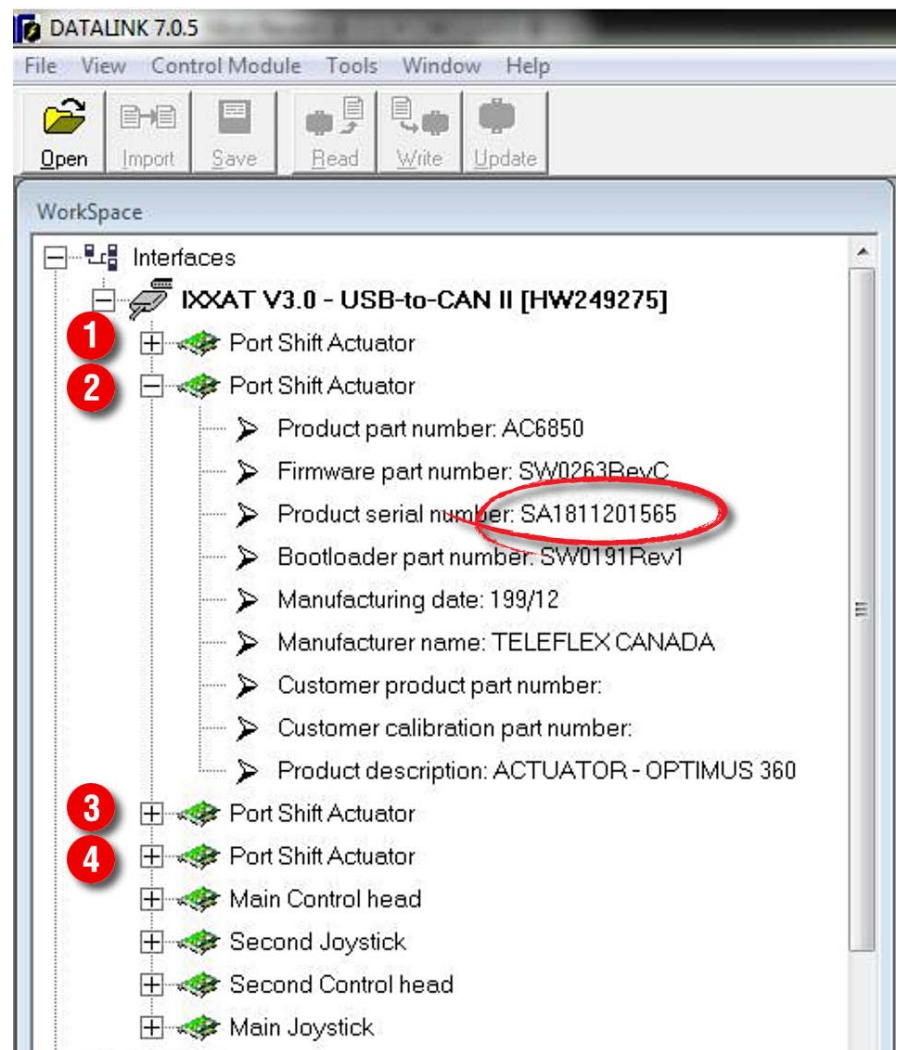 DATALINK 7.0.5
File View Control Module Tools Window Help
Open Import Save Read Write Update
WorkSpace
Interfaces
IXXAT V3.0 - USB-to-CAN II [HW249275]
1 Port Shift Actuator
2 Port Shift Actuator
Product part number: AC6850
Firmware part number: SW0263RevC
Product serial number: SA1811201565
Bootloader part number: SW0191Rev1
Manufacturing date: 199/12
Manufacturer name: TELEFLEX CANADA
Customer product part number:
Customer calibration part number:
Product description: ACTUATOR - OPTIMUS 360
3 Port Shift Actuator
4 Port Shift Actuator
Main Control head
Second Joystick
Second Control head
Main Joystick